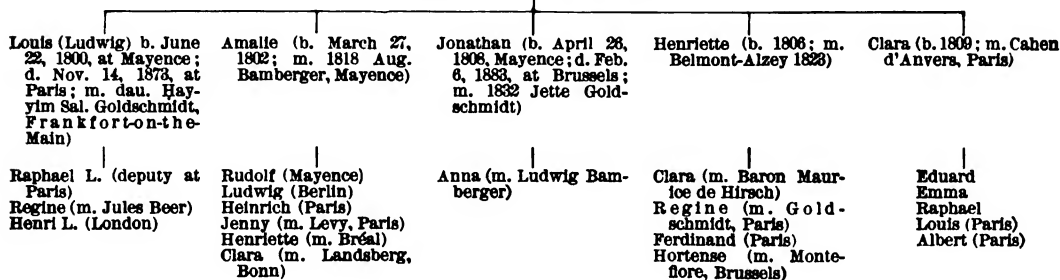 Louis (Ludwig) b. June
22, 1800, at Mayence;
d. Nov. 14, 1873, at
Paris; m. dau. Ḥay-
yim Sal. Goldschmidt,
Frankfort-on-the-
Main)
Amalie (b. March 27,
1802; m. 1818 Aug.
Bamberger, Mayence)
Jonathan (b. April 26,
1808, Mayence; d. Feb.
6, 1883, at Brussels;
m. 1832 Jette Gold-
schmidt)
Henriette (b. 1806; m.
Belmont-Alzey 1823)
Clara (b. 1809; m. Cahen
d'Anvers, Paris)
Raphael L. (deputy at
Paris)
Regine (m. Jules Beer)
Henri L. (London)
Rudolf (Mayence)
Ludwig (Berlin)
Heinrich (Paris)
Jenny (m. Levy, Paris)
Henriette (m. Bréal)
Clara (m. Landsberg,
Bonn)
Anna (m. Ludwig Bam-
berger)
Clara (m. Baron Maur-
ice de Hirsch)
Regine (m. Gold-
schmidt, Paris)
Ferdinand (Paris)
Hortense (m. Monte-
fiore, Brussels)
Eduard
Emma
Raphael
Louis (Paris)
Albert (Paris)